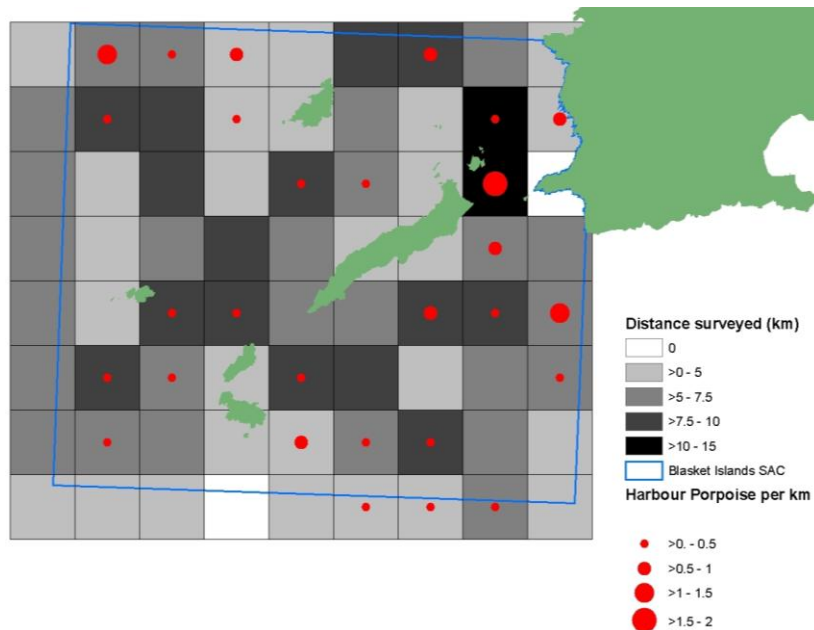 Distance surveyed (km)
0
>0 - 5
>5 - 7.5
>7.5 - 10
>10 - 15
Blasket Islands SAC
Harbour Porpoise per km
>0. - 0.5
>0.5 - 1
>1 - 1.5
>1.5 - 2